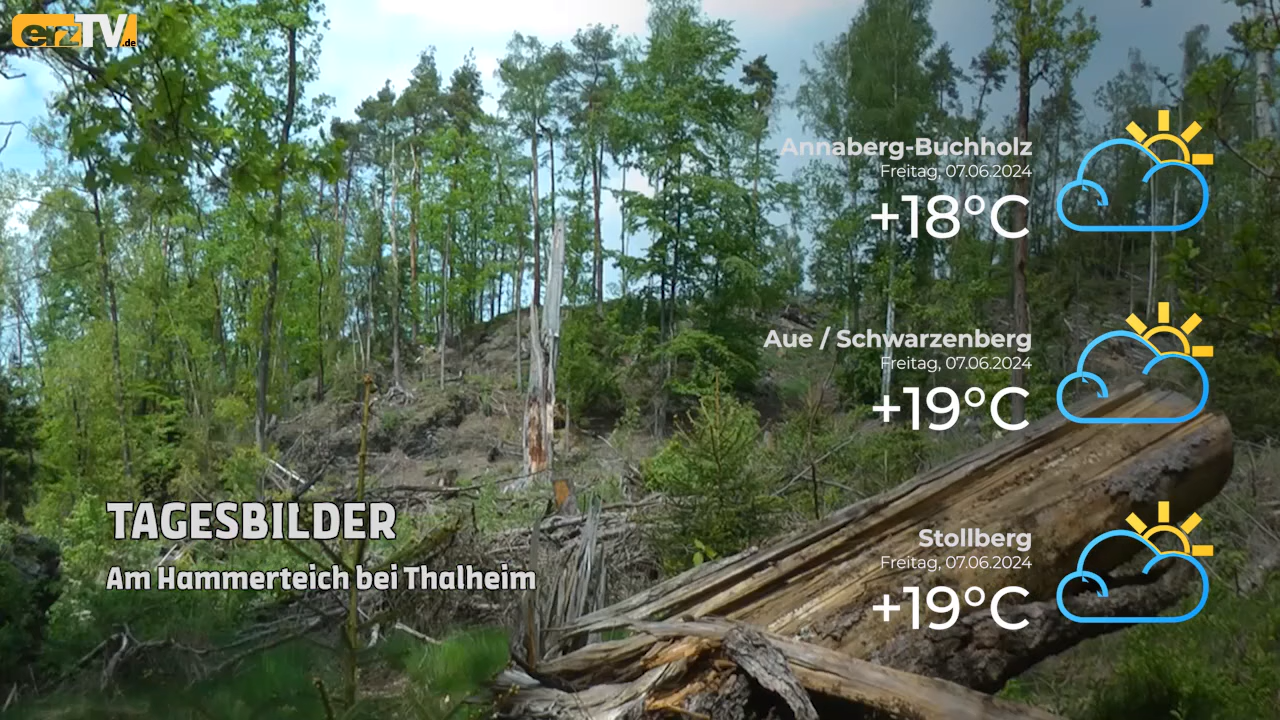 erzTV.de
Annaberg-Buchholz
Freitag, 07.06.2024
+18°C
Aue / Schwarzenberg
Freitag, 07.06.2024
+19°C
TAGESBILDER
Am Hammerteich bei Thalheim
Stollberg
Freitag, 07.06.2024
+19°C